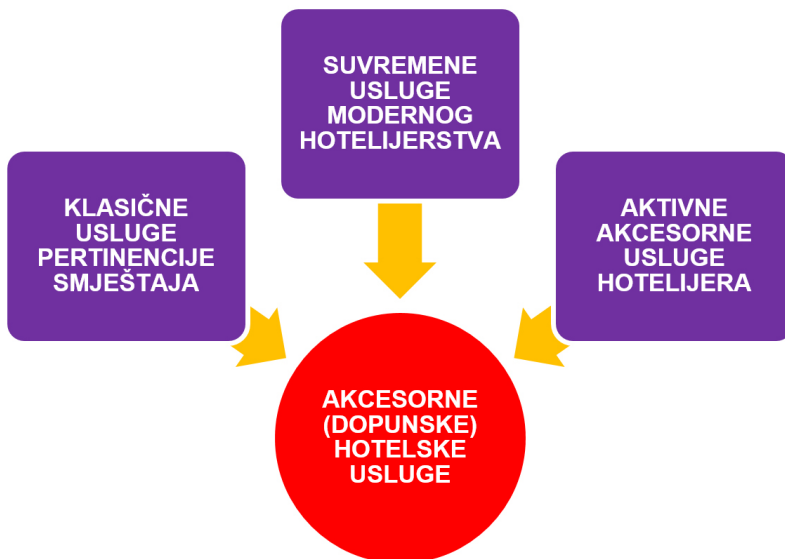 SUVREMENE
USLUGE
MODERNOG
HOTELIJERSTVA
KLASIČNE
USLUGE
PERTINENCIJE
SMJEŠTAJA
AKTIVNE
AKCESORNE
USLUGE
HOTELIJERA
AKCESORNE
(DOPUNSKE)
HOTELSKE
USLUGE